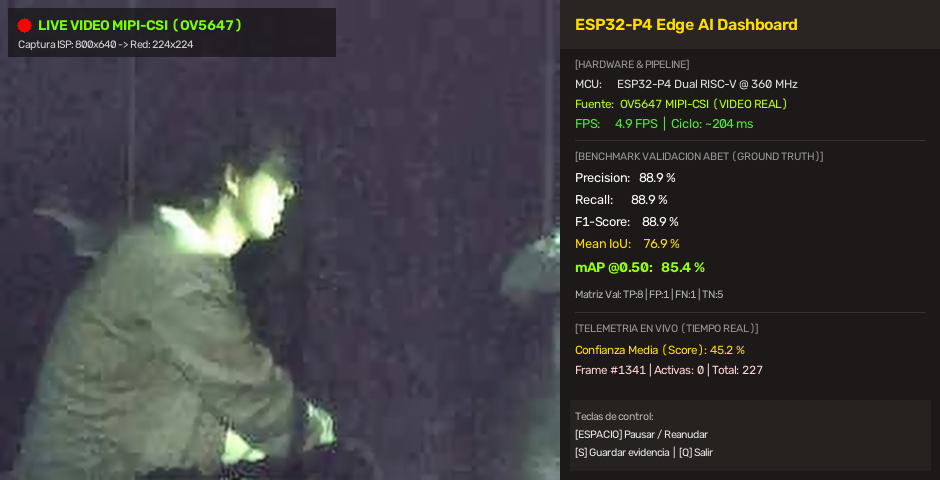 LIVE VIDEO MIPI-CSI (OV5647)
Captura ISP: 800x640 -> Red: 224x224
ESP32-P4 Edge AI Dashboard
[HARDWARE & PIPELINE]
MCU: ESP32-P4 Dual RISC-V @ 360 MHz
Fuente: OV5647 MIPI-CSI (VIDEO REAL)
FPS: 4.9 FPS | Ciclo: ~204 ms
[BENCHMARK VALIDACION ABET (GROUND TRUTH)]
Precision: 88.9 %
Recall: 88.9 %
F1-Score: 88.9 %
Mean IoU: 76.9 %
mAP @0.50: 85.4 %
Matriz Val: TP:8 | FP:1 | FN:1 | TN:5
[TELEMETRIA EN VIVO (TIEMPO REAL)]
Confianza Media (Score): 45.2 %
Frame #1341 | Activas: 0 | Total: 227
Teclas de control:
[ESPACIO] Pausar / Reanudar
[S] Guardar evidencia | [Q] Salir